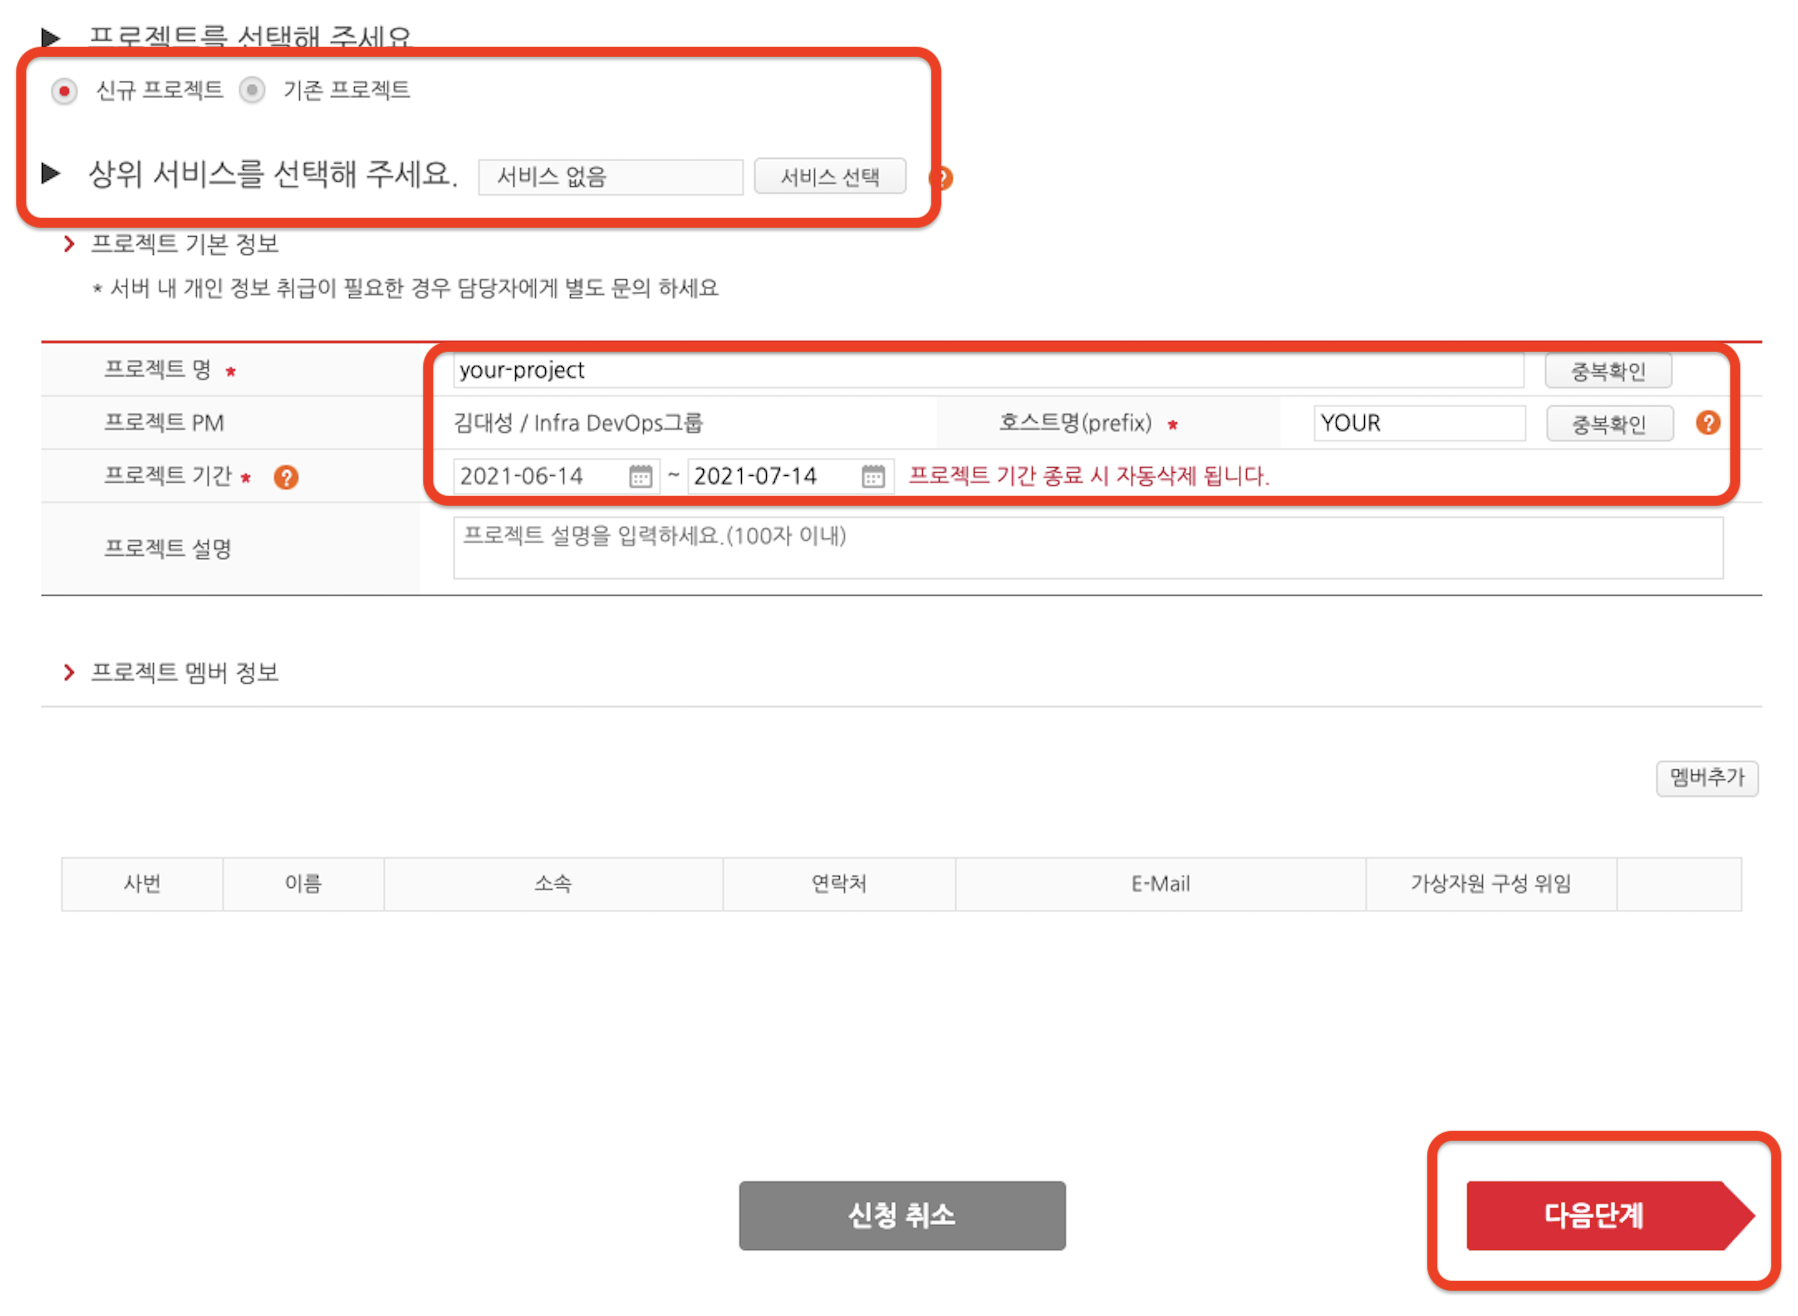 프로젝트를 선택해 주세요
신규 프로젝트 기존 프로젝트
상위 서비스를 선택해 주세요. 서비스 없음 서비스 선택 ?
프로젝트 기본 정보
* 서버 내 개인 정보 취급이 필요한 경우 담당자에게 별도 문의 하세요
프로젝트 명 * your-project 중복확인
프로젝트 PM 김대성 / Infra DevOps그룹 호스트명(prefix) * YOUR 중복확인 ?
프로젝트 기간 * ? 2021-06-14 ~ 2021-07-14 프로젝트 기간 종료 시 자동삭제 됩니다.
프로젝트 설명 프로젝트 설명을 입력하세요.(100자 이내)
프로젝트 멤버 정보
멤버추가
사번 이름 소속 연락처 E-Mail 가상자원 구성 위임
신청 취소 다음단계